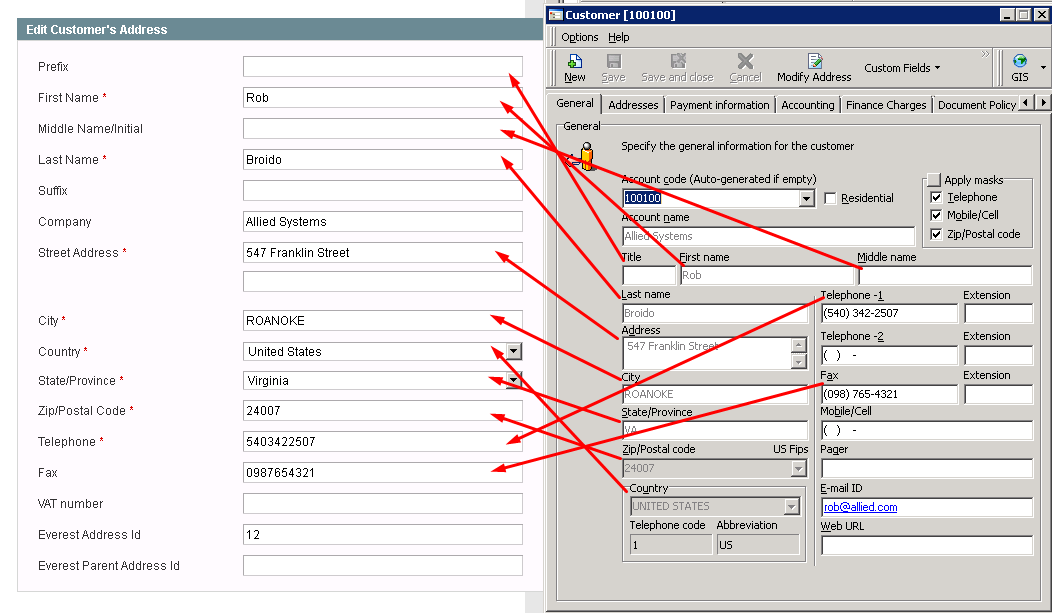 Edit Customer's Address
Prefix
First Name * Rob
Middle Name/Initial
Last Name * Broido
Suffix
Company Allied Systems
Street Address * 547 Franklin Street
City * ROANOKE
Country * United States
State/Province * Virginia
Zip/Postal Code * 24007
Telephone * 5403422507
Fax 0987654321
VAT number
Everest Address Id 12
Everest Parent Address Id
Customer [100100]
Options Help
New Save Save and close Cancel Modify Address Custom Fields GIS
General Addresses Payment information Accounting Finance Charges Document Policy
General
Specify the general information for the customer
Account code (Auto-generated if empty)
100100 Residential
Apply masks
Telephone
Mobile/Cell
Zip/Postal code
Account name
Allied Systems
Title First name Middle name
Rob
Last name Telephone -1 Extension
Broido (540) 342-2507
Address Telephone -2 Extension
547 Franklin Street ( ) -
City Fax Extension
ROANOKE (098) 765-4321
State/Province Mobile/Cell
VA ( ) -
Zip/Postal code US Fips Pager
24007
Country E-mail ID
UNITED STATES rob@allied.com
Telephone code Abbreviation Web URL
1 US